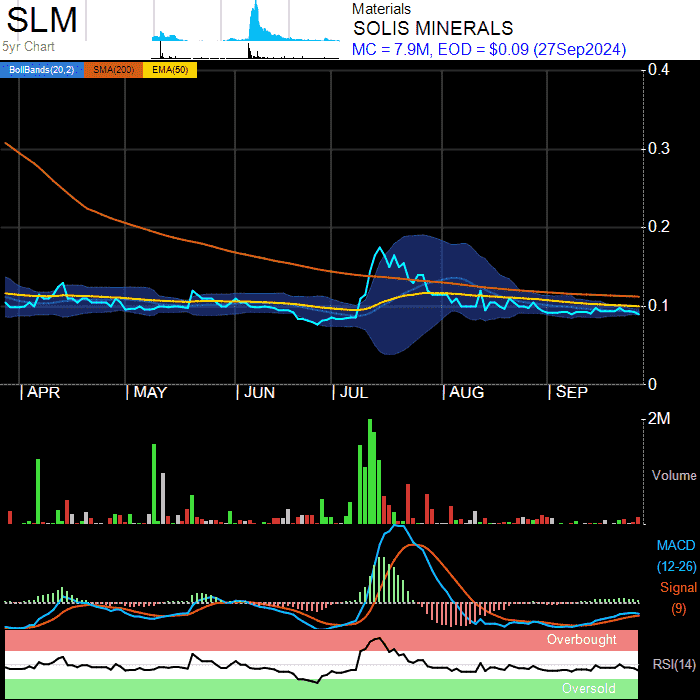 SLM
5yr Chart
Materials
SOLIS MINERALS
MC = 7.9M, EOD = $0.09 (27Sep2024)
BollBands(20,2) SMA(200) EMA(50)
0.4
0.3
0.2
0.1
0
APR MAY JUN JUL AUG SEP
2M
Volume
MACD
(12-26)
Signal
(9)
Overbought
RSI(14)
Oversold